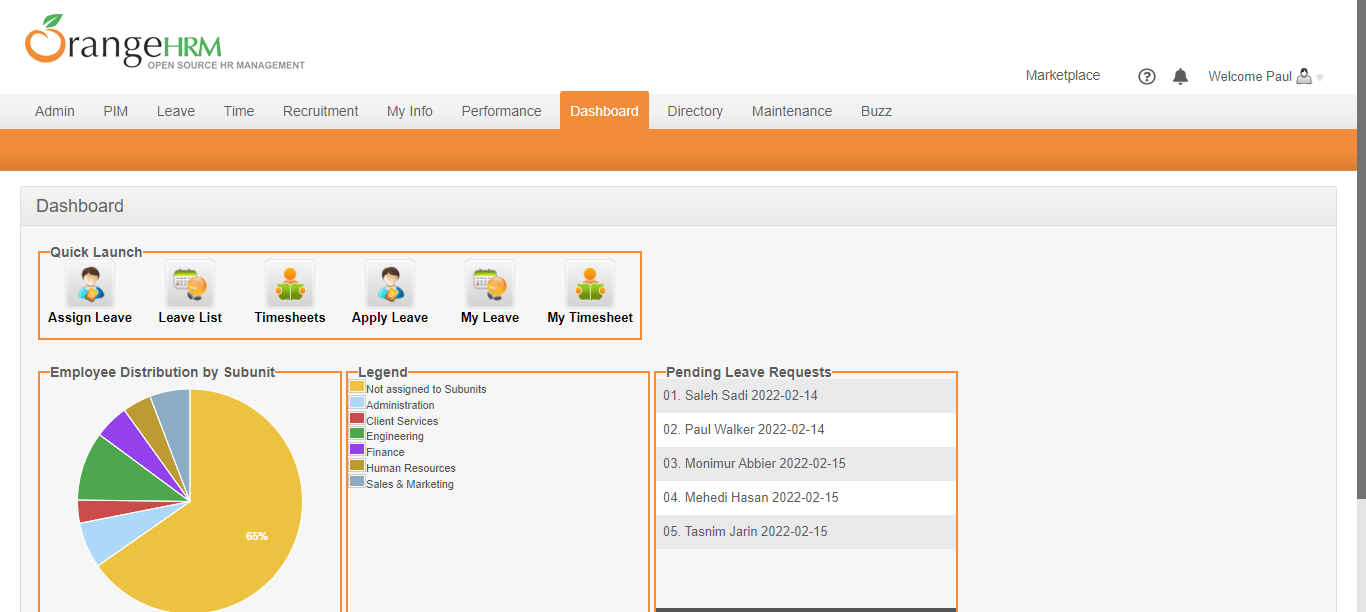 OrangeHRM
OPEN SOURCE HR MANAGEMENT
Marketplace ? Welcome Paul
Admin PIM Leave Time Recruitment My Info Performance Dashboard Directory Maintenance Buzz
Dashboard
Quick Launch
Assign Leave Leave List Timesheets Apply Leave My Leave My Timesheet
Employee Distribution by Subunit
65%
Legend
Not assigned to Subunits
Administration
Client Services
Engineering
Finance
Human Resources
Sales & Marketing
Pending Leave Requests
01. Saleh Sadi 2022-02-14
02. Paul Walker 2022-02-14
03. Monimur Abbier 2022-02-15
04. Mehedi Hasan 2022-02-15
05. Tasnim Jarin 2022-02-15